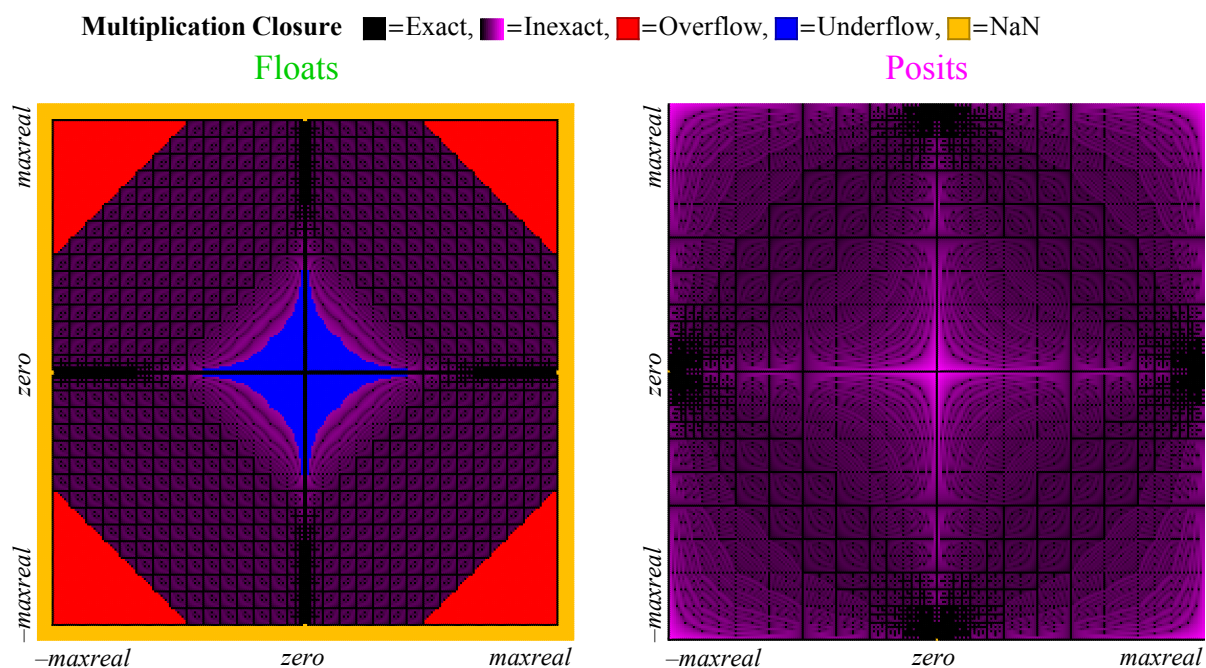 Multiplication Closure =Exact, =Inexact, =Overflow, =Underflow, =NaN
Floats
Posits
maxreal
zero
–maxreal
–maxreal zero maxreal
maxreal
zero
–maxreal
–maxreal zero maxreal